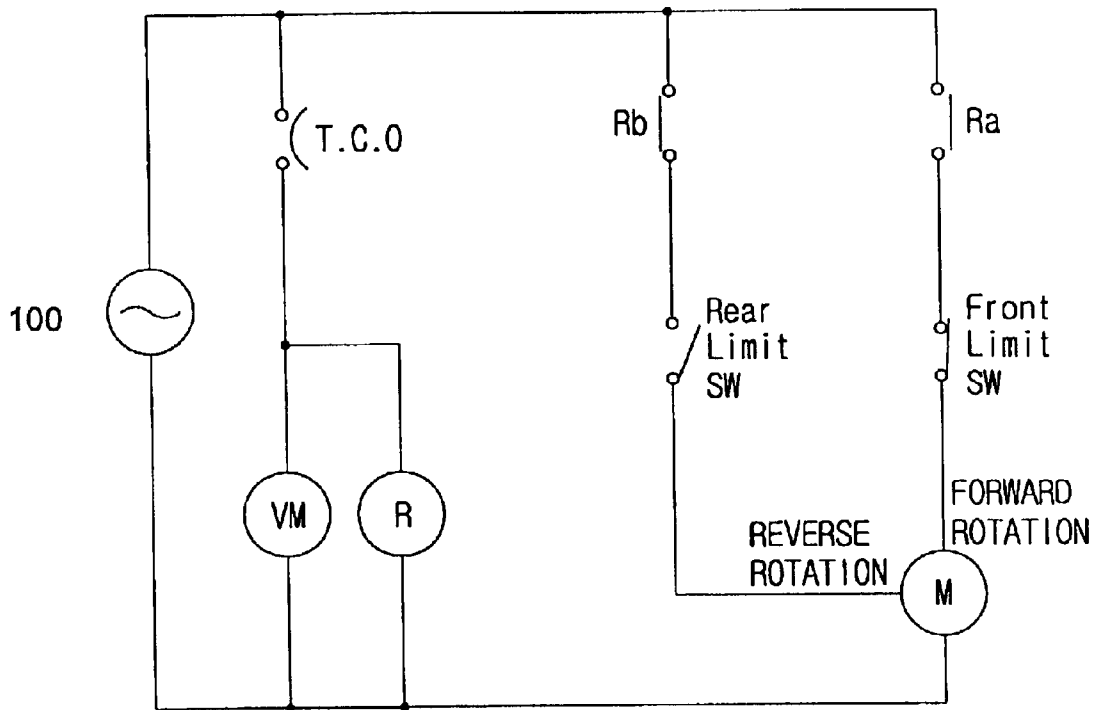 T.C.O
Rb
Ra
100
Rear
Limit
SW
Front
Limit
SW
VM
R
FORWARD
ROTATION
REVERSE
ROTATION
M